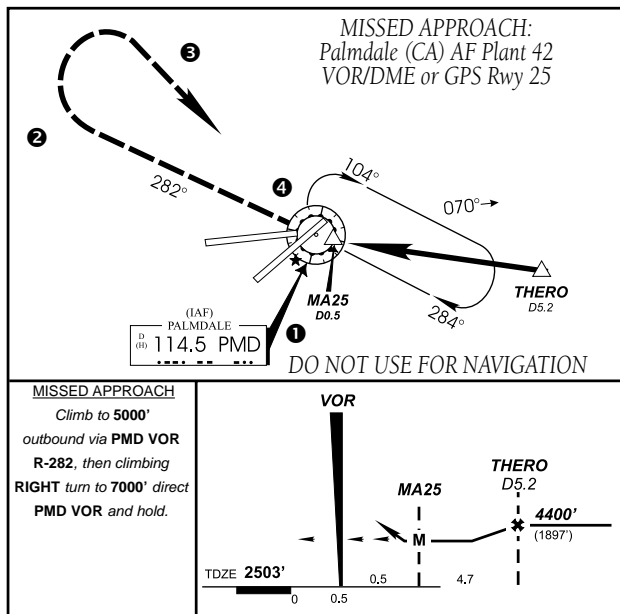 MISSED APPROACH:
Palmdale (CA) AF Plant 42
VOR/DME or GPS Rwy 25
❸
❷
282°
❹
104°
070°→
MA25
D0.5
284°
THERO
D5.2
(IAF)
PALMDALE
D
(H) 114.5 PMD
❶
DO NOT USE FOR NAVIGATION
MISSED APPROACH
Climb to 5000'
outbound via PMD VOR
R-282, then climbing
RIGHT turn to 7000' direct
PMD VOR and hold.
VOR
MA25
THERO
D5.2
M
4400'
(1897')
TDZE 2503'
0.5
4.7
0
0.5